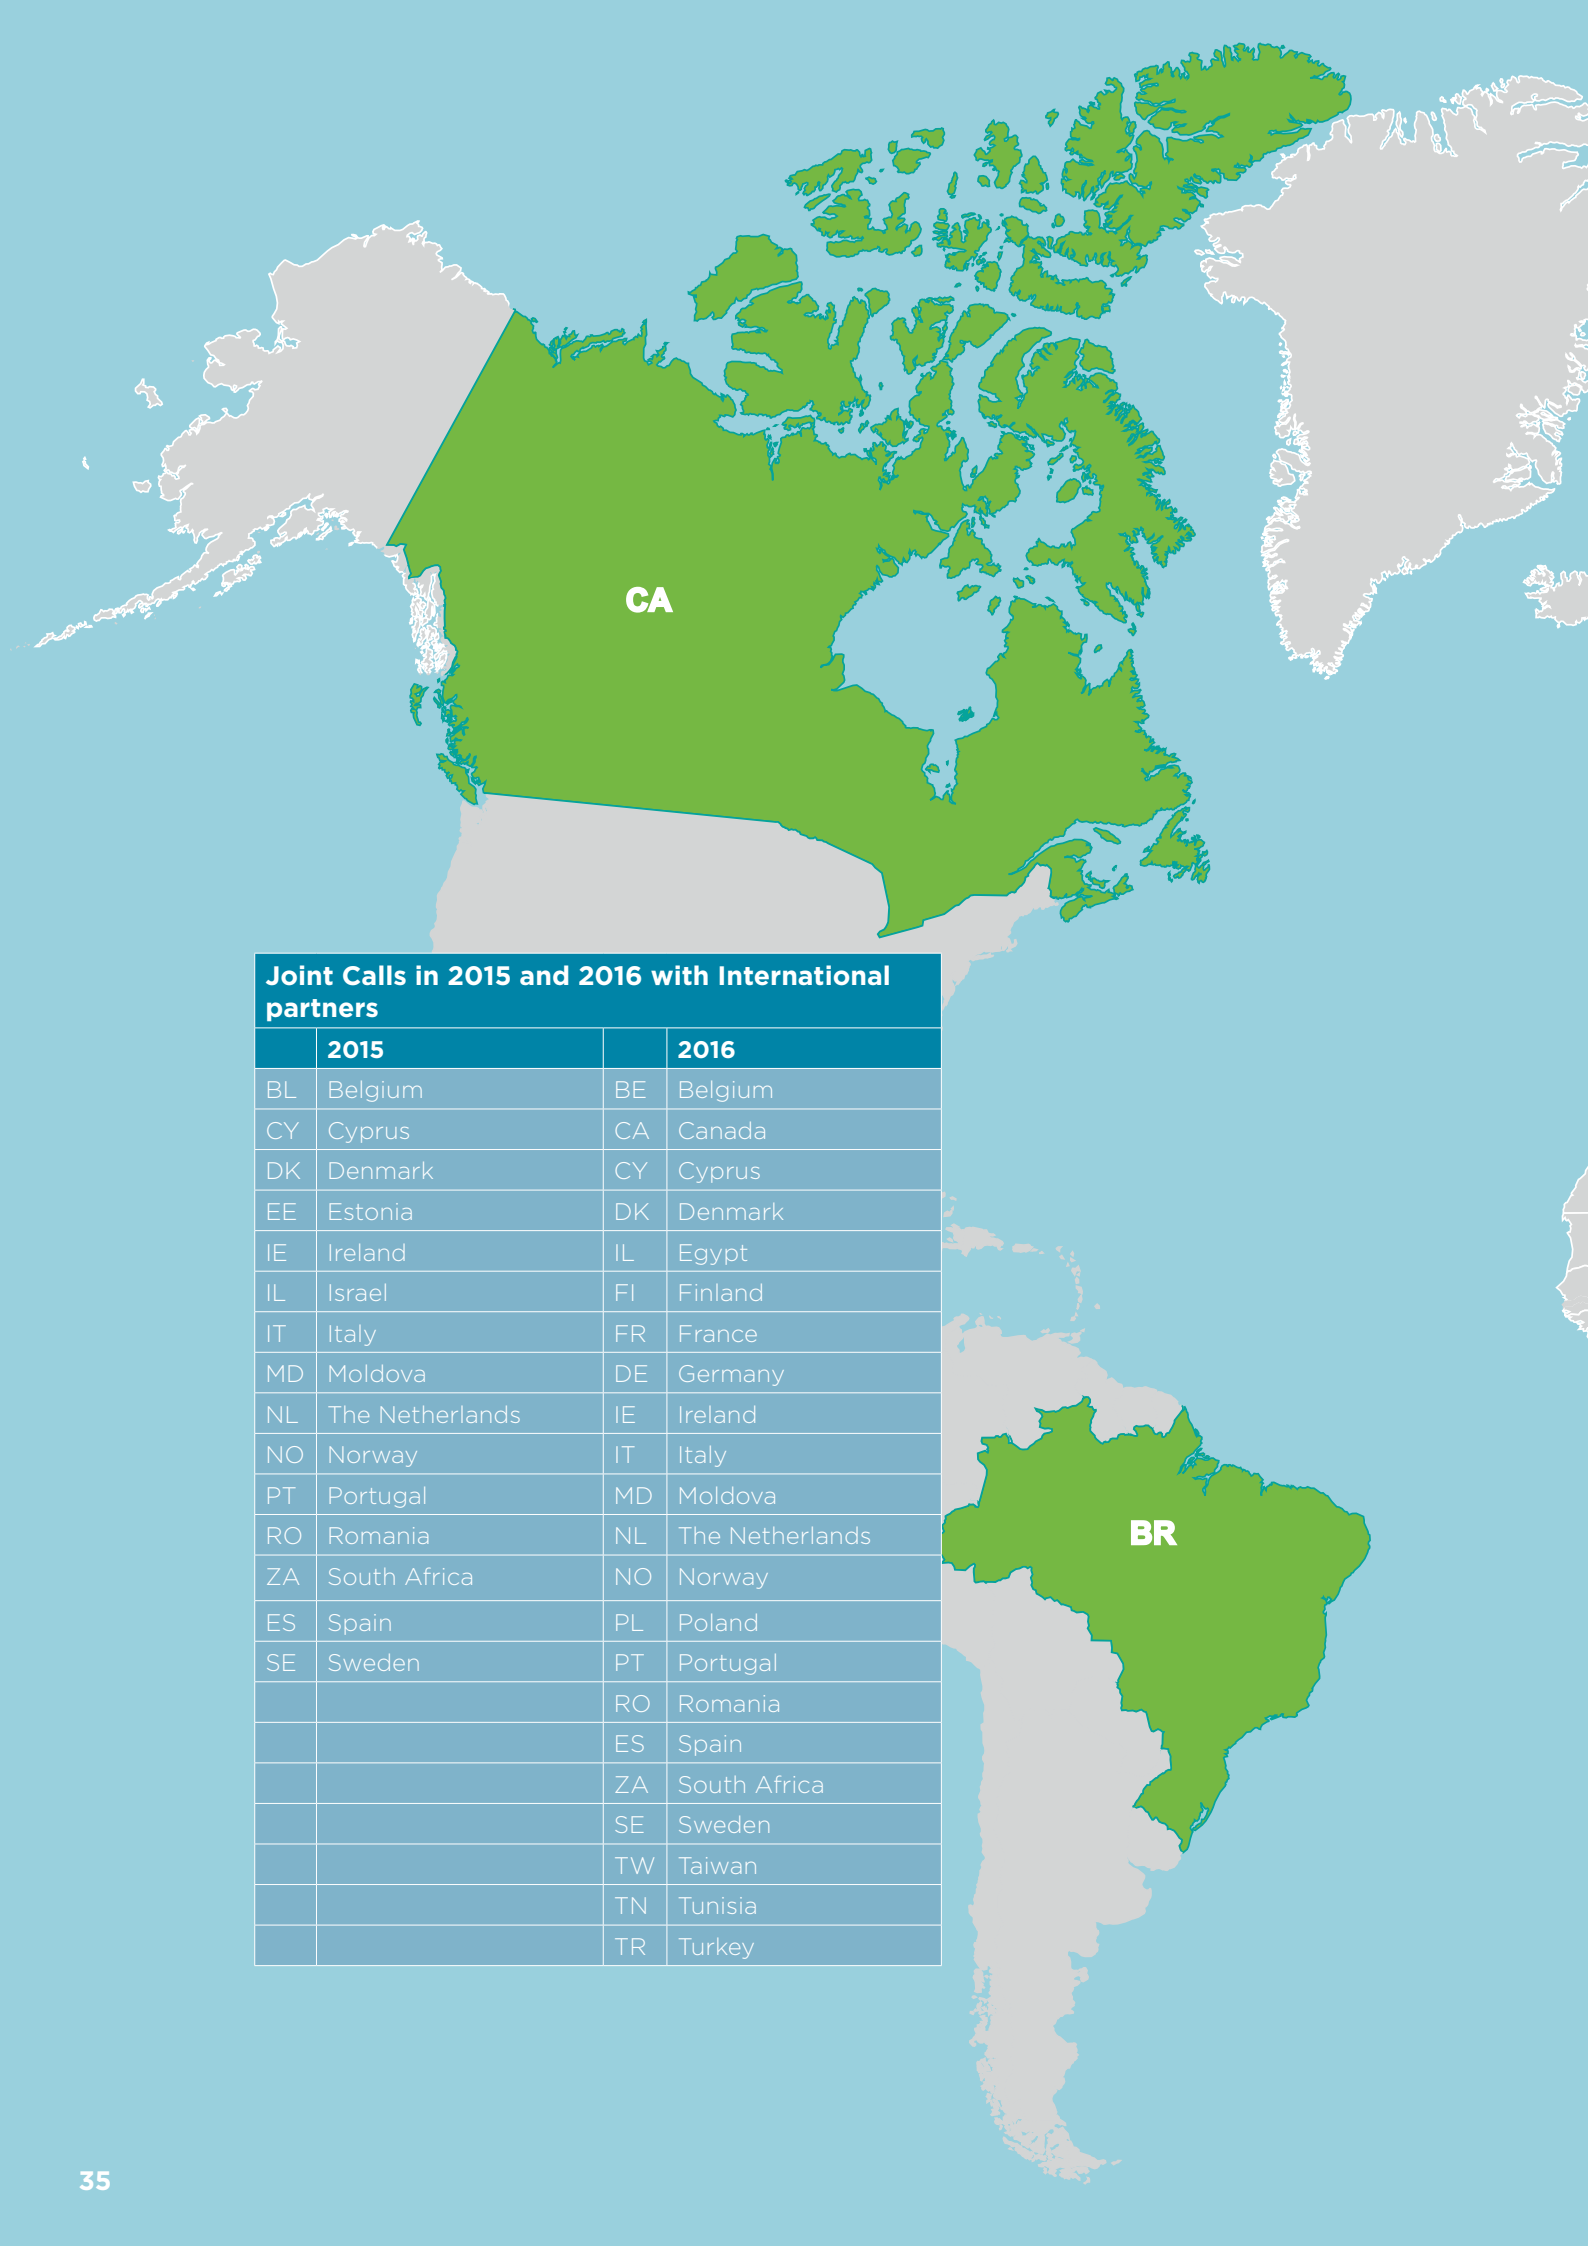 CA
Joint Calls in 2015 and 2016 with International
partners
2015 2016
BL Belgium BE Belgium
CY Cyprus CA Canada
DK Denmark CY Cyprus
EE Estonia DK Denmark
IE Ireland IL Egypt
IL Israel FI Finland
IT Italy FR France
MD Moldova DE Germany
NL The Netherlands IE Ireland
NO Norway IT Italy
PT Portugal MD Moldova
RO Romania NL The Netherlands
ZA South Africa NO Norway
ES Spain PL Poland
SE Sweden PT Portugal
RO Romania
ES Spain
ZA South Africa
SE Sweden
TW Taiwan
TN Tunisia
TR Turkey
BR
35